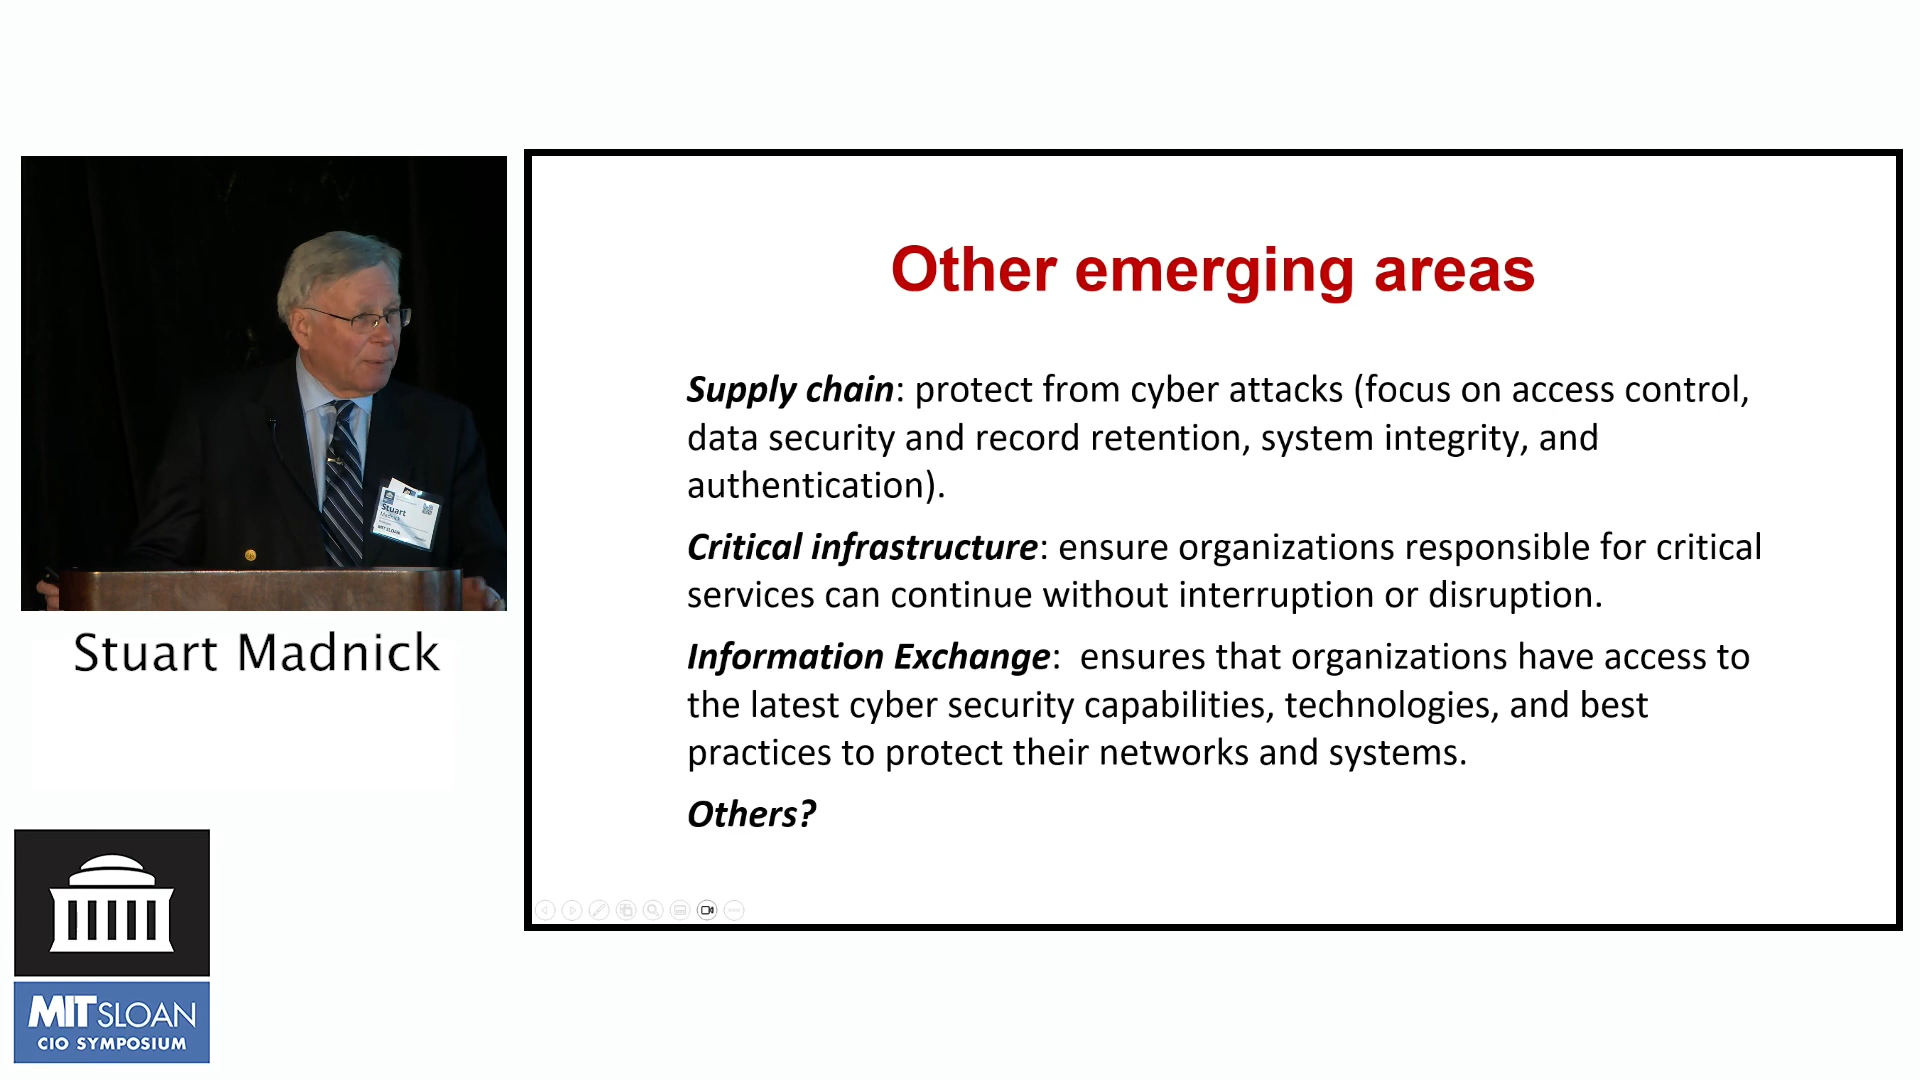 Other emerging areas
Supply chain: protect from cyber attacks (focus on access control,
data security and record retention, system integrity, and
authentication).
Critical infrastructure: ensure organizations responsible for critical
services can continue without interruption or disruption.
Information Exchange:  ensures that organizations have access to
the latest cyber security capabilities, technologies, and best
practices to protect their networks and systems.
Others?
Stuart
Madnick
MIT SLOAN
Stuart Madnick
MIT SLOAN
CIO SYMPOSIUM